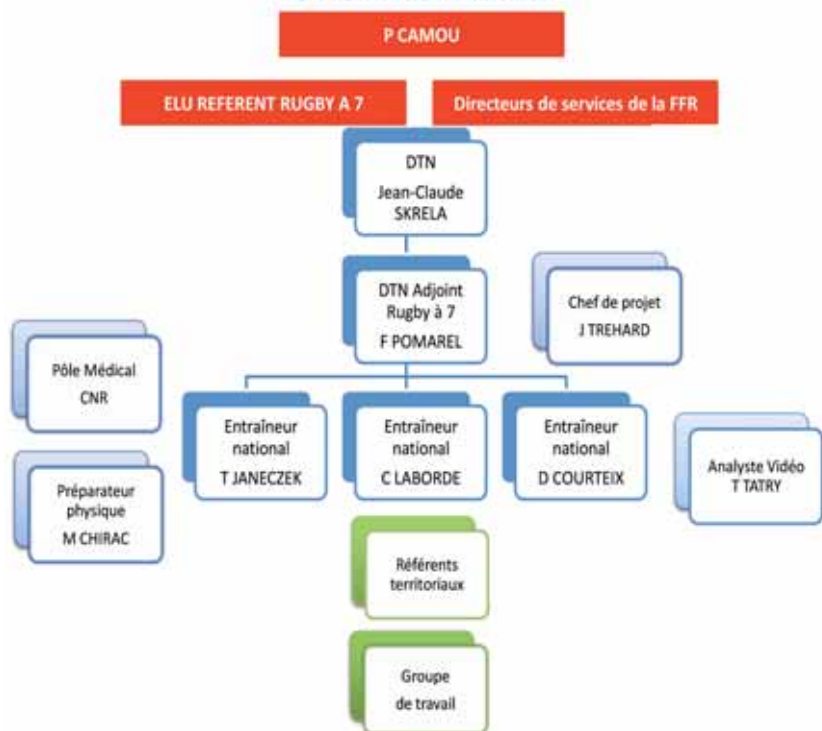 P CAMOU
ELU REFERENT RUGBY A 7
Directeurs de services de la FFR
DTN
Jean-Claude
SKRELA
DTN Adjoint
Rugby à 7
F POMAREL
Chef de projet
J TREHARD
Pôle Médical
CNR
Entraîneur
national
T JANECZEK
Entraîneur
national
C LABORDE
Entraîneur
national
D COURTEIX
Analyste Vidéo
T TATRY
Préparateur
physique
M CHIRAC
Référents
territoriaux
Groupe
de travail